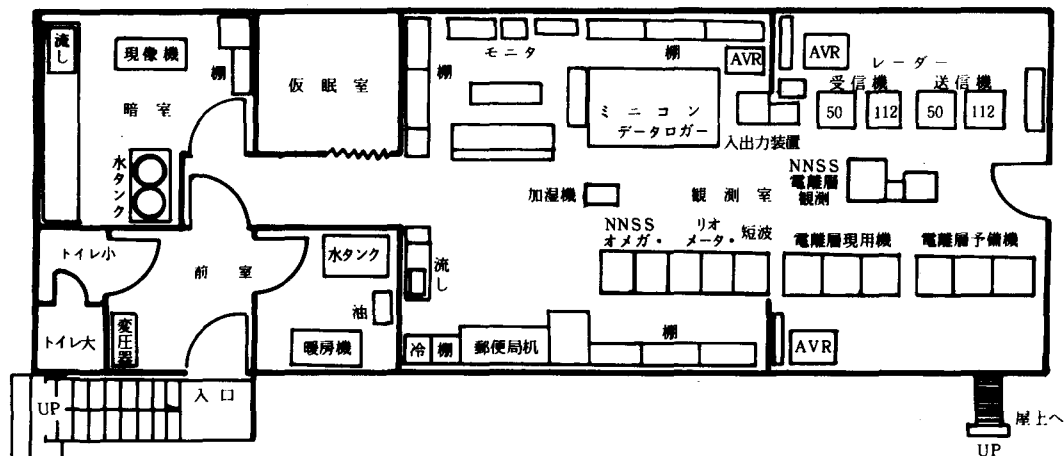 流し
現像機
棚
暗室
水タンク
仮眠室
棚
モニタ
棚
AVR
ミニコン
データロガー
入出力装置
AVR
レーダー
受信機
送信機
50
112
50
112
NNSS
電離層
観測
加湿機
観測室
NNSS
オメガ・
リオ
メータ・
短波
電離層現用機
電離層予備機
トイレ小
前室
水タンク
流し
油
トイレ大
変圧器
暖房機
冷
棚
郵便局机
棚
AVR
UP
入口
屋上へ
UP